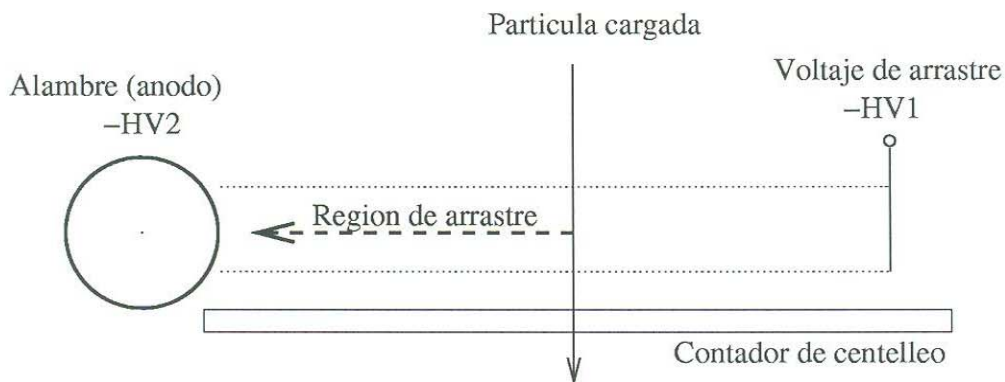 Particula cargada
Voltaje de arrastre
–HV1
Alambre (anodo)
–HV2
Region de arrastre
Contador de centelleo